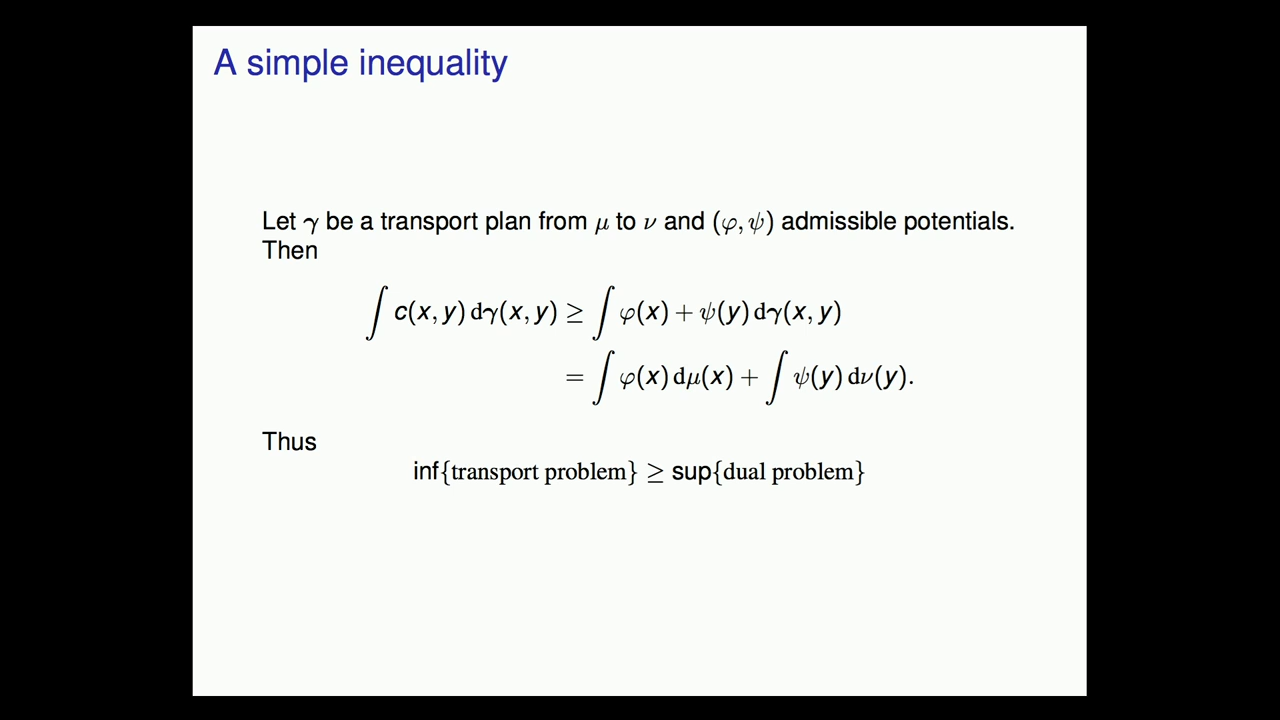 A simple inequality
Let γ be a transport plan from μ to ν and (φ, ψ) admissible potentials.
Then
∫ c(x, y) dγ(x, y) ≥ ∫ φ(x) + ψ(y) dγ(x, y)
= ∫ φ(x) dμ(x) + ∫ ψ(y) dν(y).
Thus
inf{transport problem} ≥ sup{dual problem}